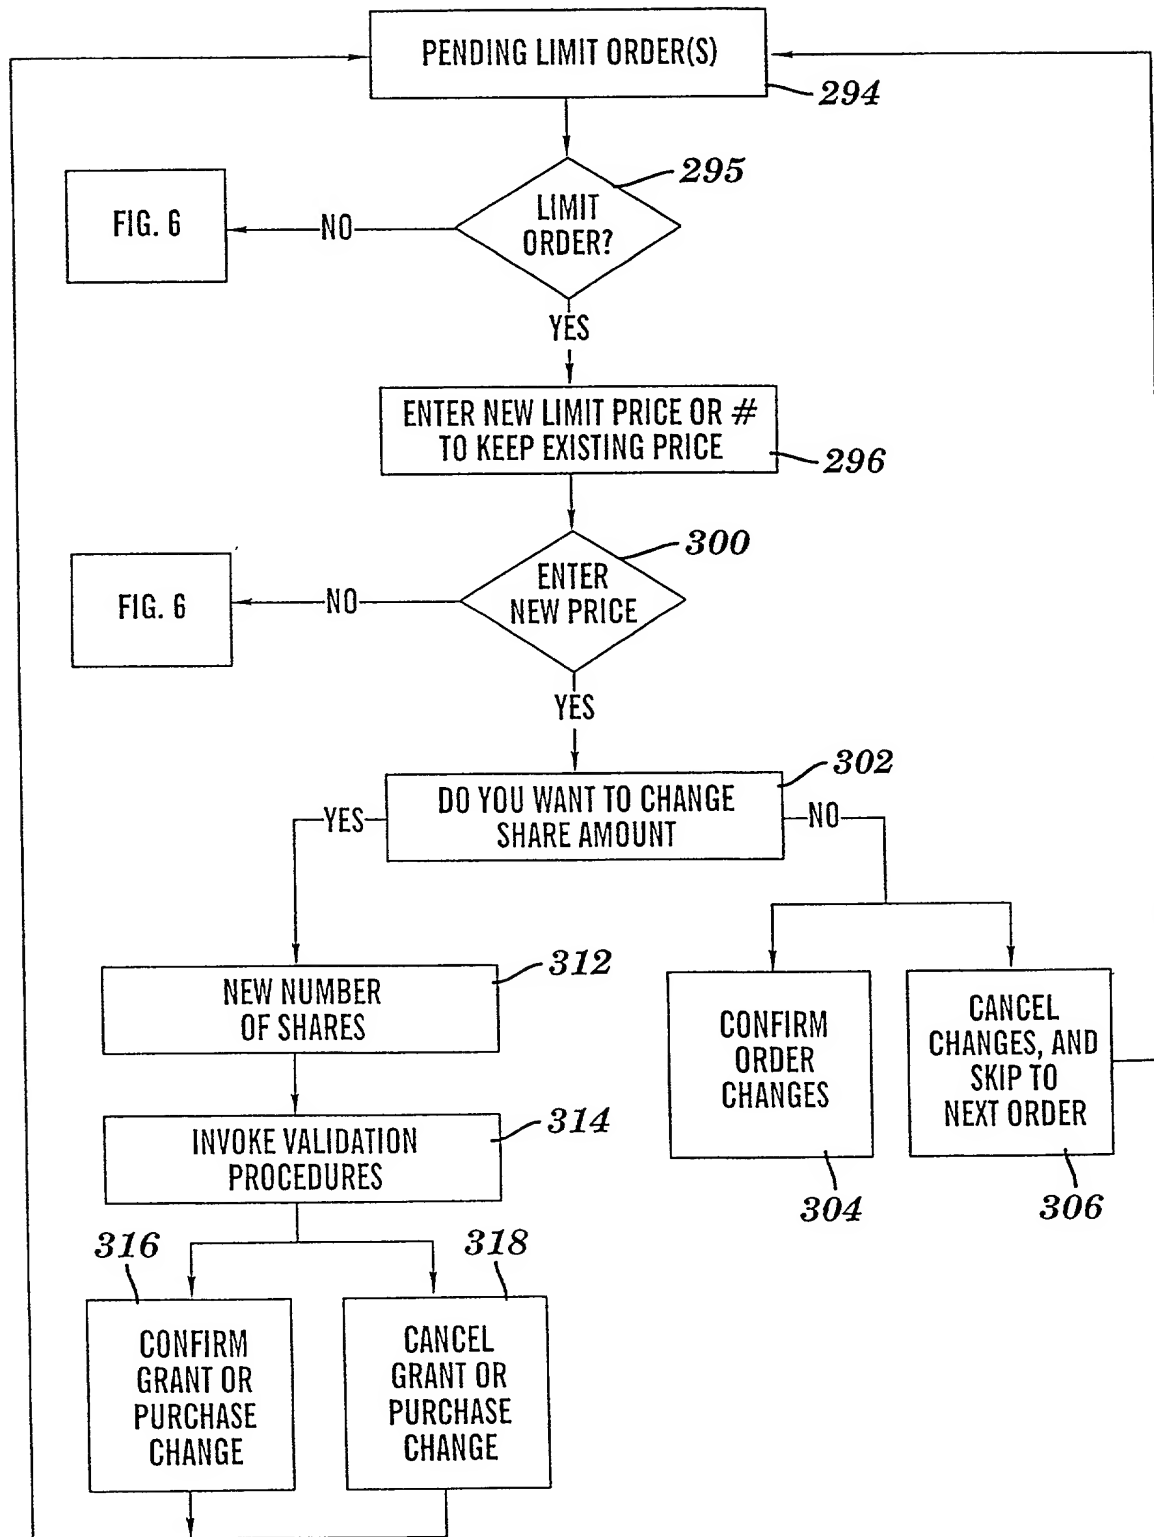 PENDING LIMIT ORDER(S)
294
295
LIMIT
ORDER?
NO
FIG. 6
YES
ENTER NEW LIMIT PRICE OR #
TO KEEP EXISTING PRICE
296
300
ENTER
NEW PRICE
NO
FIG. 6
YES
302
DO YOU WANT TO CHANGE
SHARE AMOUNT
YES
NO
312
NEW NUMBER
OF SHARES
CONFIRM
ORDER
CHANGES
304
CANCEL
CHANGES, AND
SKIP TO
NEXT ORDER
306
314
INVOKE VALIDATION
PROCEDURES
316
CONFIRM
GRANT OR
PURCHASE
CHANGE
318
CANCEL
GRANT OR
PURCHASE
CHANGE